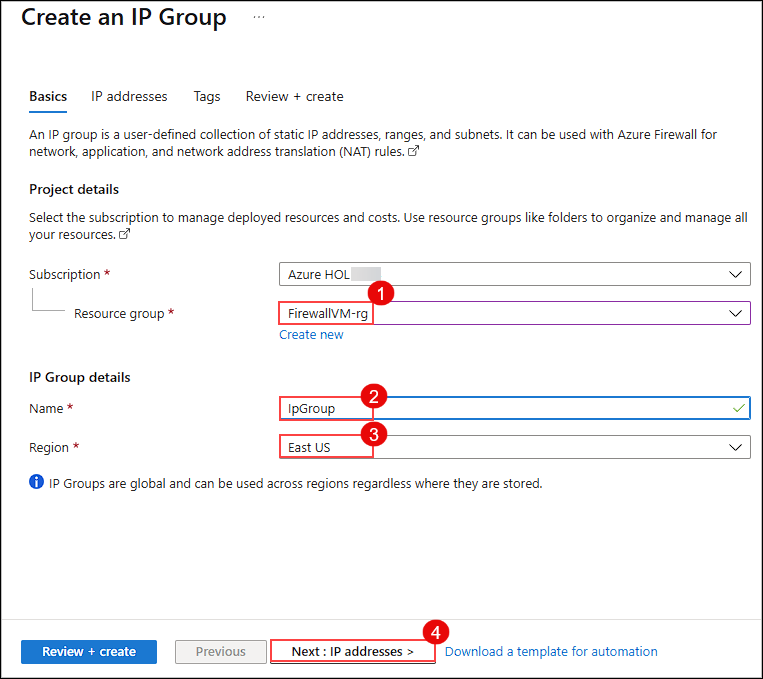 Create an IP Group ...
Basics IP addresses Tags Review + create
An IP group is a user-defined collection of static IP addresses, ranges, and subnets. It can be used with Azure Firewall for
network, application, and network address translation (NAT) rules.
Project details
Select the subscription to manage deployed resources and costs. Use resource groups like folders to organize and manage all
your resources.
Subscription * Azure HOL
1
Resource group * FirewallVM-rg
Create new
IP Group details
2
Name * IpGroup
3
Region * East US
i IP Groups are global and can be used across regions regardless where they are stored.
4
Review + create Previous Next : IP addresses > Download a template for automation